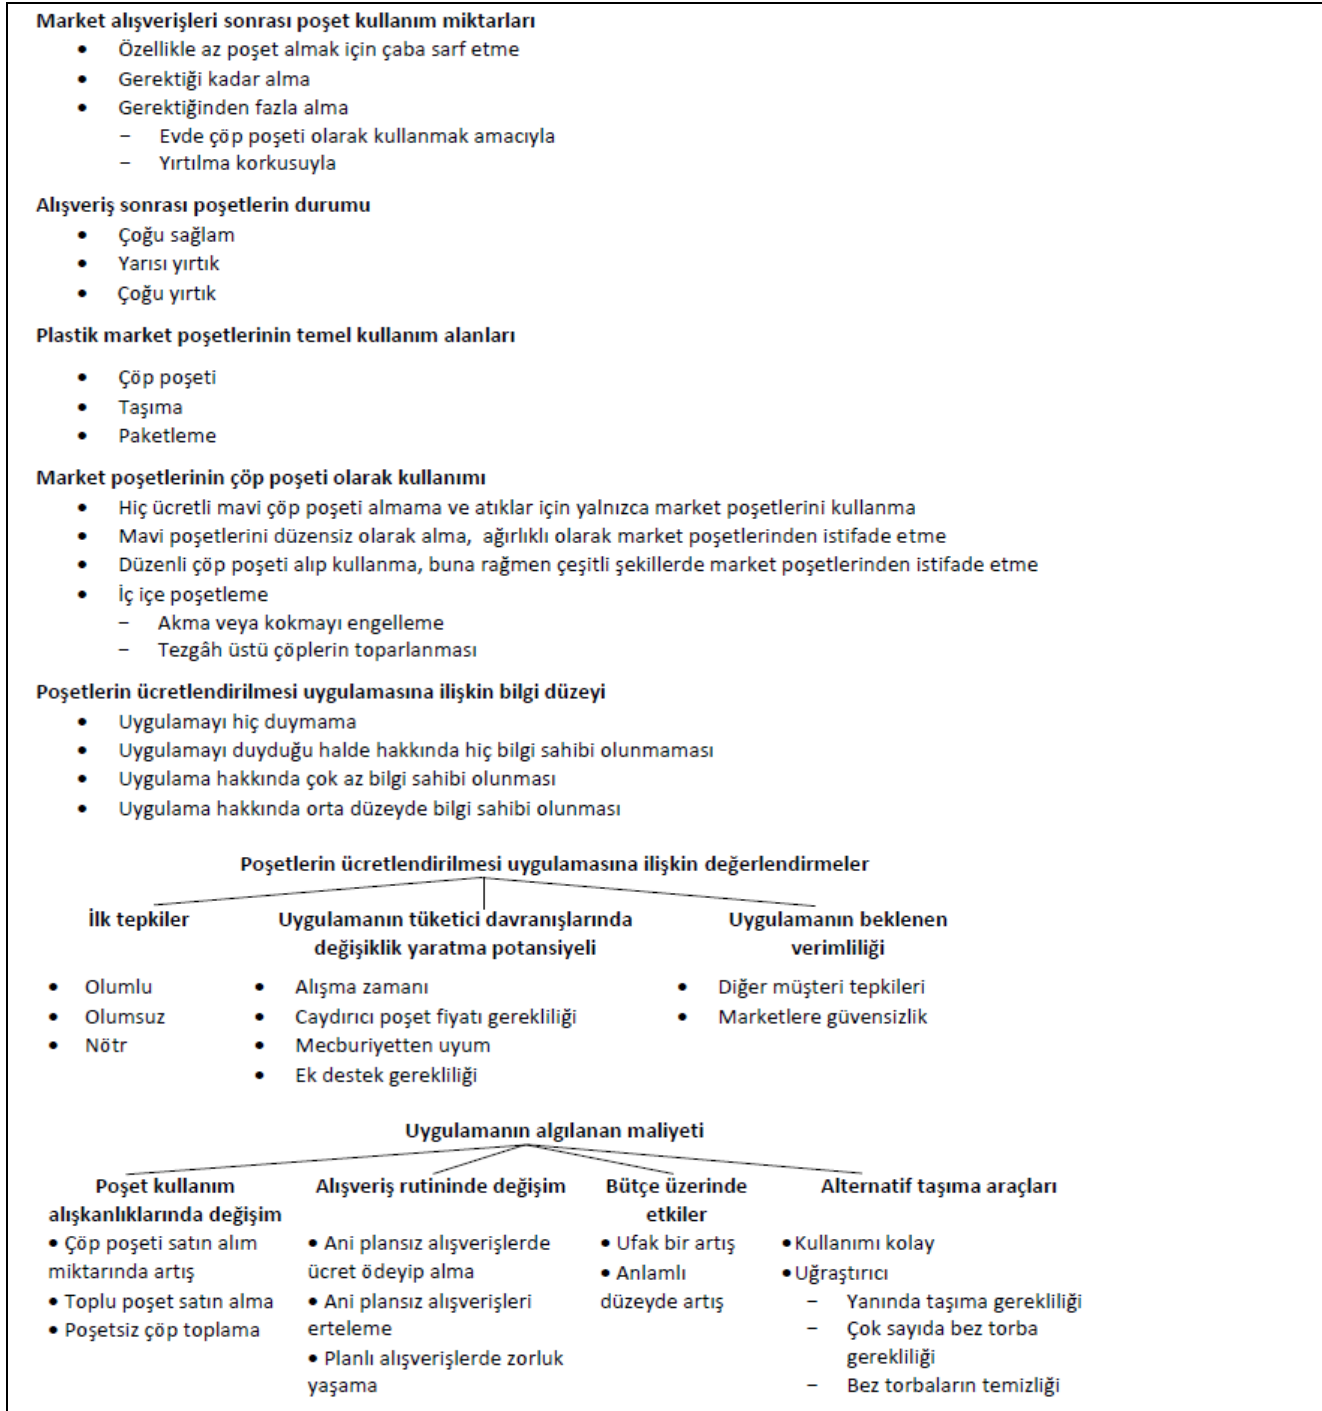 Market alışverişleri sonrası poşet kullanım miktarları
• Özellikle az poşet almak için çaba sarf etme
• Gerektiği kadar alma
• Gerektiğinden fazla alma
– Evde çöp poşeti olarak kullanmak amacıyla
– Yırtılma korkusuyla
Alışveriş sonrası poşetlerin durumu
• Çoğu sağlam
• Yarısı yırtık
• Çoğu yırtık
Plastik market poşetlerinin temel kullanım alanları
• Çöp poşeti
• Taşıma
• Paketleme
Market poşetlerinin çöp poşeti olarak kullanımı
• Hiç ücretli mavi çöp poşeti almama ve atıklar için yalnızca market poşetlerini kullanma
• Mavi poşetlerini düzensiz olarak alma, ağırlıklı olarak market poşetlerinden istifade etme
• Düzenli çöp poşeti alıp kullanma, buna rağmen çeşitli şekillerde market poşetlerinden istifade etme
• İç içe poşetleme
– Akma veya kokmayı engelleme
– Tezgâh üstü çöplerin toparlanması
Poşetlerin ücretlendirilmesi uygulamasına ilişkin bilgi düzeyi
• Uygulamayı hiç duymama
• Uygulamayı duyduğu halde hakkında hiç bilgi sahibi olunmaması
• Uygulama hakkında çok az bilgi sahibi olunması
• Uygulama hakkında orta düzeyde bilgi sahibi olunması
Poşetlerin ücretlendirilmesi uygulamasına ilişkin değerlendirmeler
İlk tepkiler
• Olumlu
• Olumsuz
• Nötr
Uygulamanın tüketici davranışlarında
değişiklik yaratma potansiyeli
• Alışma zamanı
• Caydırıcı poşet fiyatı gerekliliği
• Mecburiyetten uyum
• Ek destek gerekliliği
Uygulamanın beklenen
verimliliği
• Diğer müşteri tepkileri
• Marketlere güvensizlik
Uygulamanın algılanan maliyeti
Poşet kullanım
alışkanlıklarında değişim
• Çöp poşeti satın alım
miktarında artış
• Toplu poşet satın alma
• Poşetsiz çöp toplama
Alışveriş rutininde değişim
• Ani plansız alışverişlerde
ücret ödeyip alma
• Ani plansız alışverişleri
erteleme
• Planlı alışverişlerde zorluk
yaşama
Bütçe üzerinde
etkiler
• Ufak bir artış
• Anlamlı
düzeyde artış
Alternatif taşıma araçları
• Kullanımı kolay
• Uğraştırıcı
– Yanında taşıma gerekliliği
– Çok sayıda bez torba
gerekliliği
– Bez torbaların temizliği